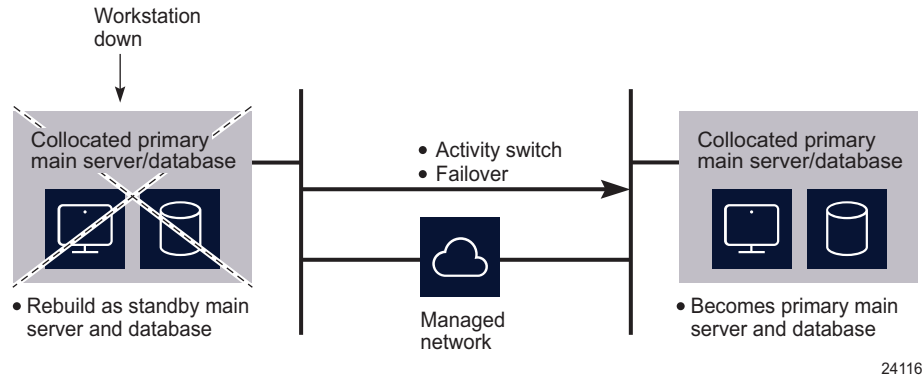 Workstation
down
Collocated primary
main server/database
• Rebuild as standby main
server and database
• Activity switch
• Failover
Managed
network
Collocated primary
main server/database
• Becomes primary main
server and database
24116